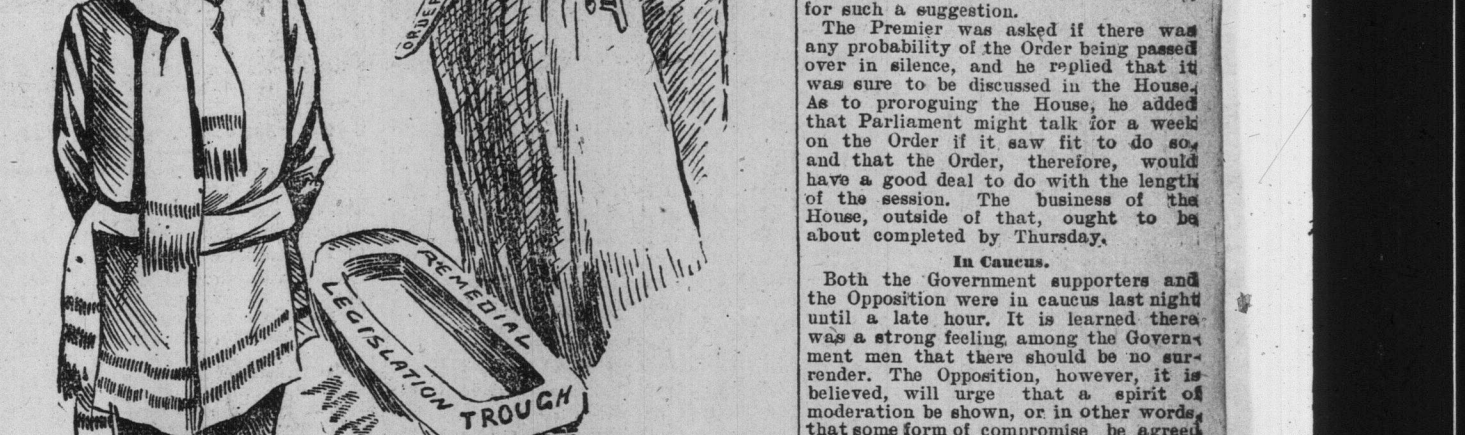 ORDER
REMEDIAL
LEGISLATION
TROUGH
for such a suggestion.
The Premier was asked if there was
any probability of the Order being passed
over in silence, and he replied that it
was sure to be discussed in the House.
As to proroguing the House, he added
that Parliament might talk for a week
on the Order if it saw fit to do so,
and that the Order, therefore, would
have a good deal to do with the length
of the session. The business of the
House, outside of that, ought to be
about completed by Thursday.
In Caucus.
Both the Government supporters and
the Opposition were in caucus last night
until a late hour. It is learned there
was a strong feeling among the Govern-
ment men that there should be no sur-
render. The Opposition, however, it is
believed, will urge that a spirit of
moderation be shown, or in other words,
that some form of compromise be agreed